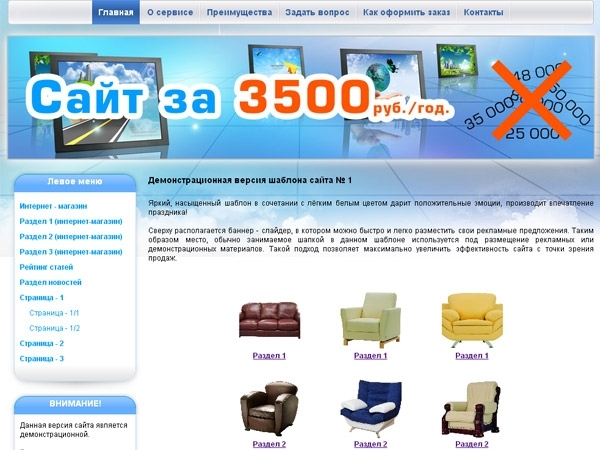 Главная О сервисе Преимущества Задать вопрос Как оформить заказ Контакты
Сайт за 3500 руб./год.
48 000
50 000
35 000
25 000
Левое меню
Интернет - магазин
Раздел 1 (интернет-магазин)
Раздел 2 (интернет-магазин)
Раздел 3 (интернет-магазин)
Рейтинг статей
Раздел новостей
Страница - 1
Страница - 1/1
Страница - 1/2
Страница - 2
Страница - 3
ВНИМАНИЕ!
Данная версия сайта является
демонстрационной.
Демонстрационная версия шаблона сайта № 1
Яркий, насыщенный шаблон в сочетании с лёгким белым цветом дарит положительные эмоции, производит впечатление
праздника!
Сверху располагается баннер - слайдер, в котором можно быстро и легко разместить свои рекламные предложения. Таким
образом место, обычно занимаемое шапкой в данном шаблоне используется под размещение рекламных или
демонстрационных материалов. Такой подход позволяет максимально увеличить эффективность сайта с точки зрения
продаж.
Раздел 1 Раздел 1 Раздел 1
Раздел 2 Раздел 2 Раздел 2